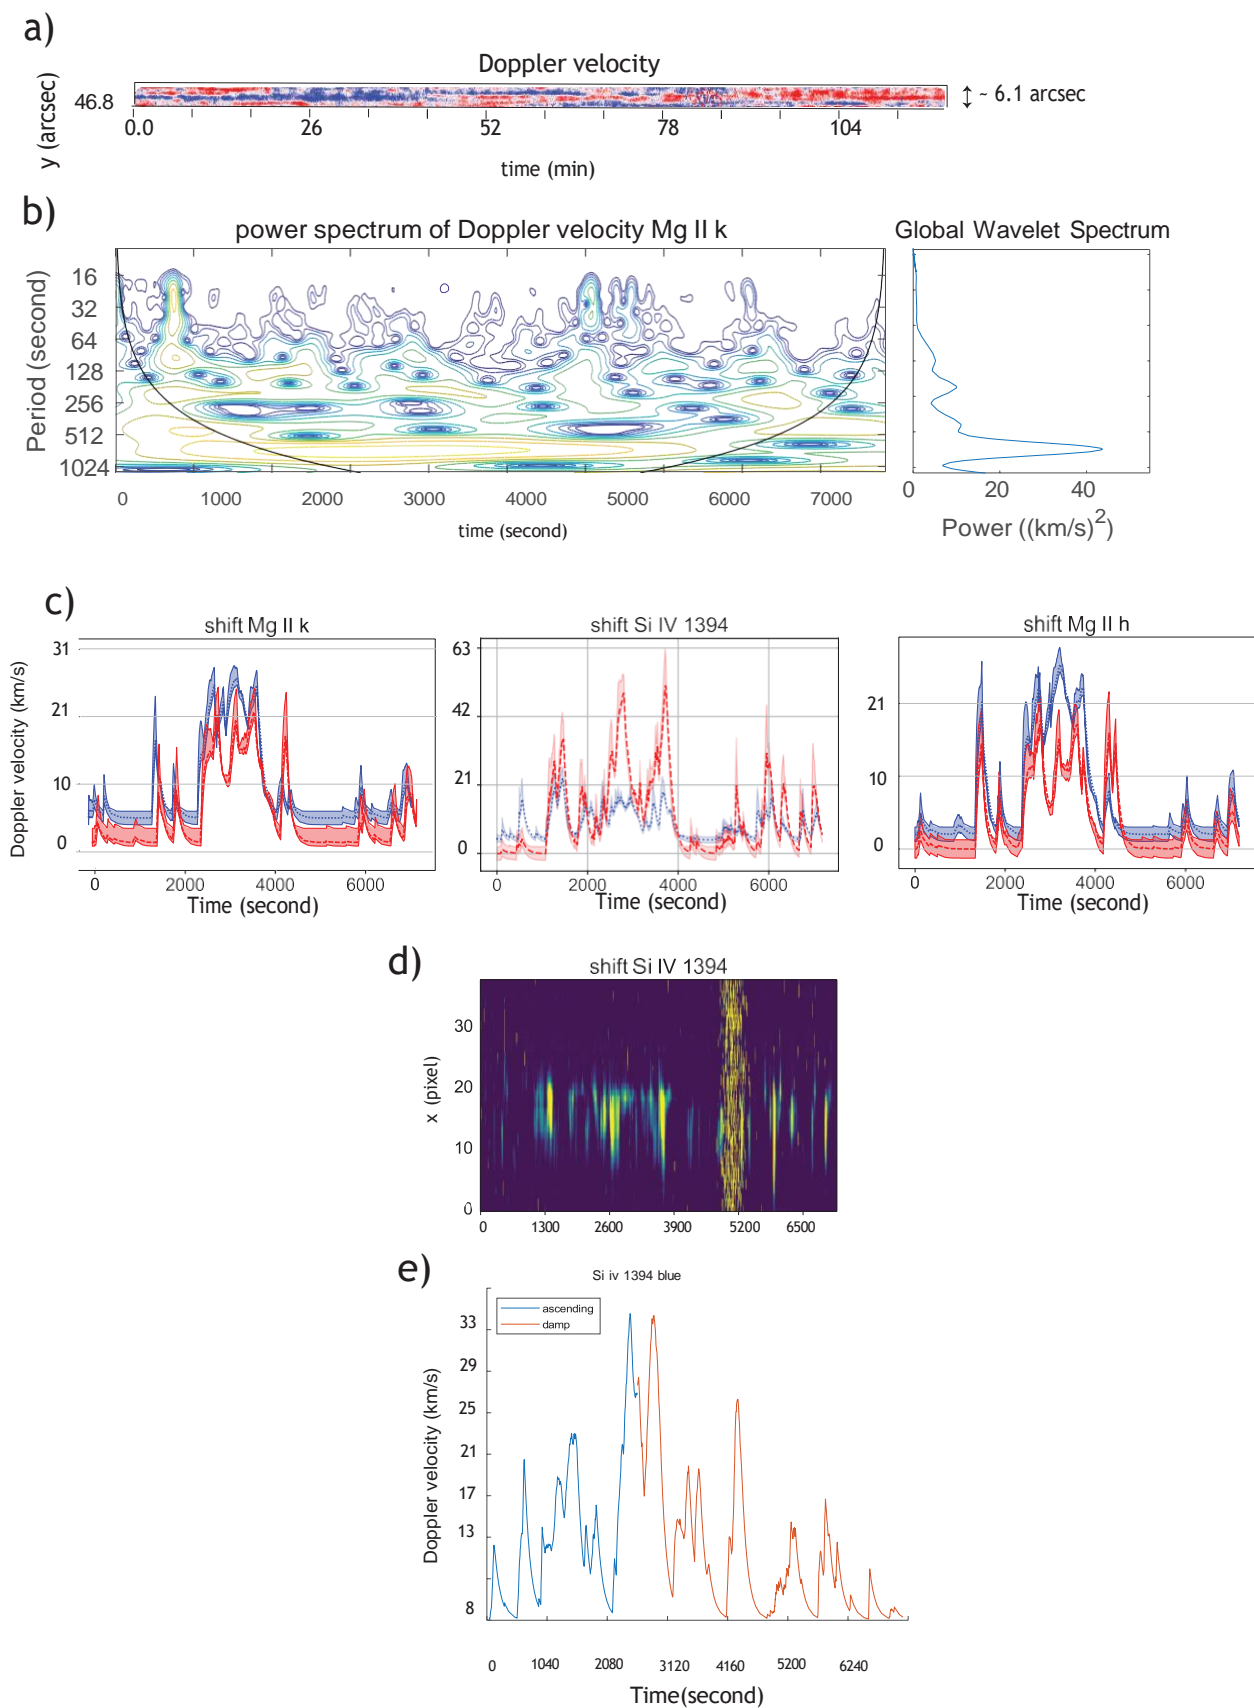 a)
Doppler velocity
y (arcsec)
46.8
~ 6.1 arcsec
0.0 26 52 78 104
time (min)
b)
power spectrum of Doppler velocity Mg II k
Global Wavelet Spectrum
Period (second)
16
32
64
128
256
512
1024
0 1000 2000 3000 4000 5000 6000 7000
time (second)
0 20 40
Power ((km/s)2)
c)
shift Mg II k
shift Si IV 1394
shift Mg II h
Doppler velocity (km/s)
31
21
10
0
0 2000 4000 6000
Time (second)
63
42
21
0
0 2000 4000 6000
Time (second)
21
10
0
0 2000 4000 6000
Time (second)
d)
shift Si IV 1394
x (pixel)
30
20
10
0
0 1300 2600 3900 5200 6500
e)
Si iv 1394 blue
ascending
damp
Doppler velocity (km/s)
33
29
25
21
17
13
8
0 1040 2080 3120 4160 5200 6240
Time(second)